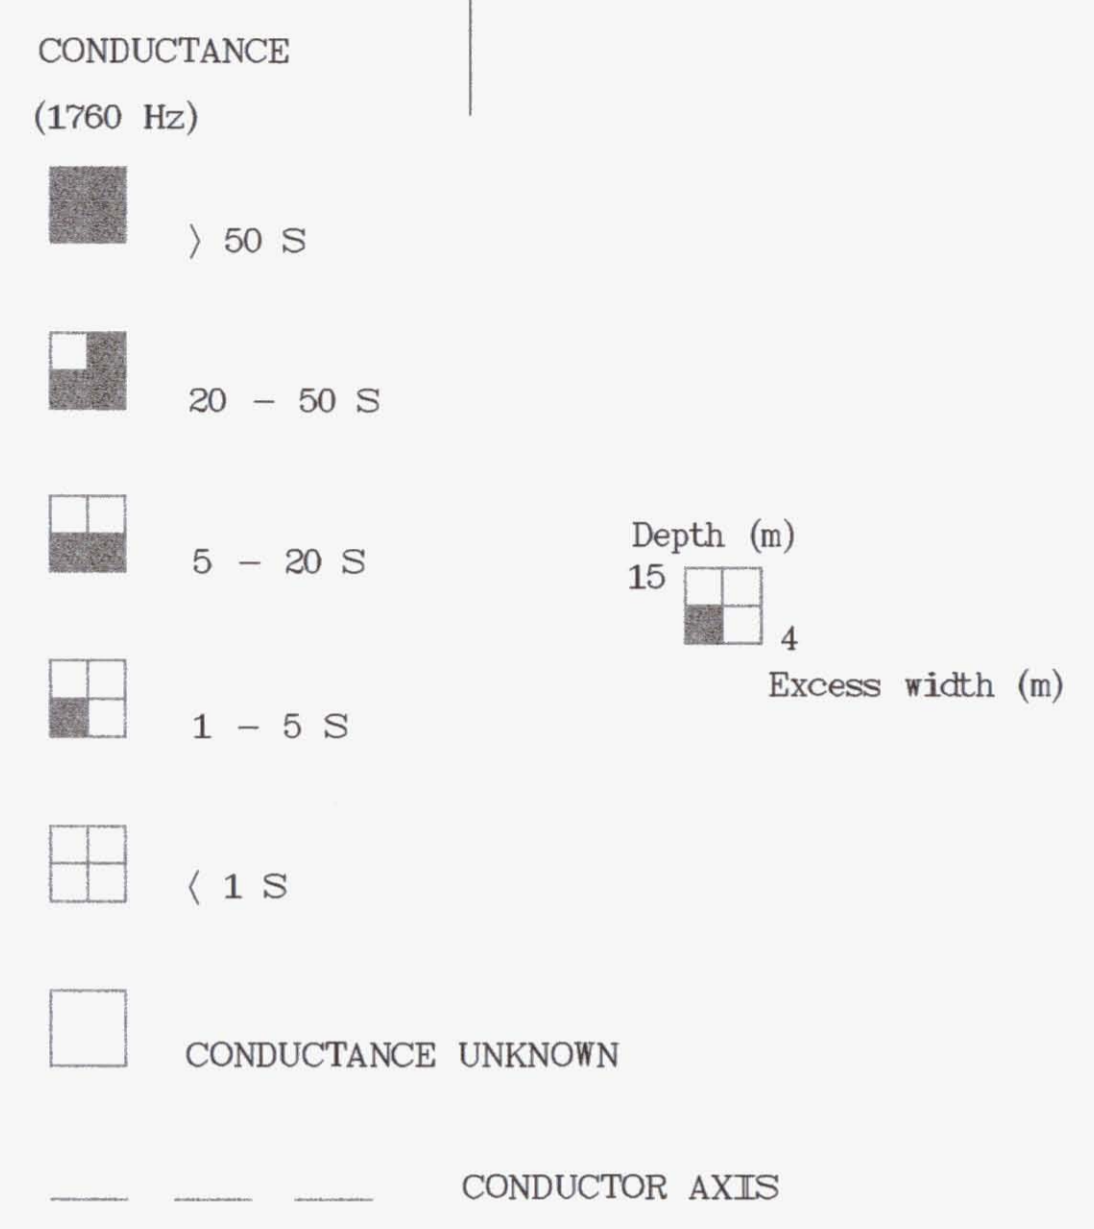 CONDUCTANCE
(1760 Hz)
⟩ 50 S
20 - 50 S
5 - 20 S
1 - 5 S
⟨ 1 S
CONDUCTANCE UNKNOWN
CONDUCTOR AXIS
Depth (m)
15
4
Excess width (m)